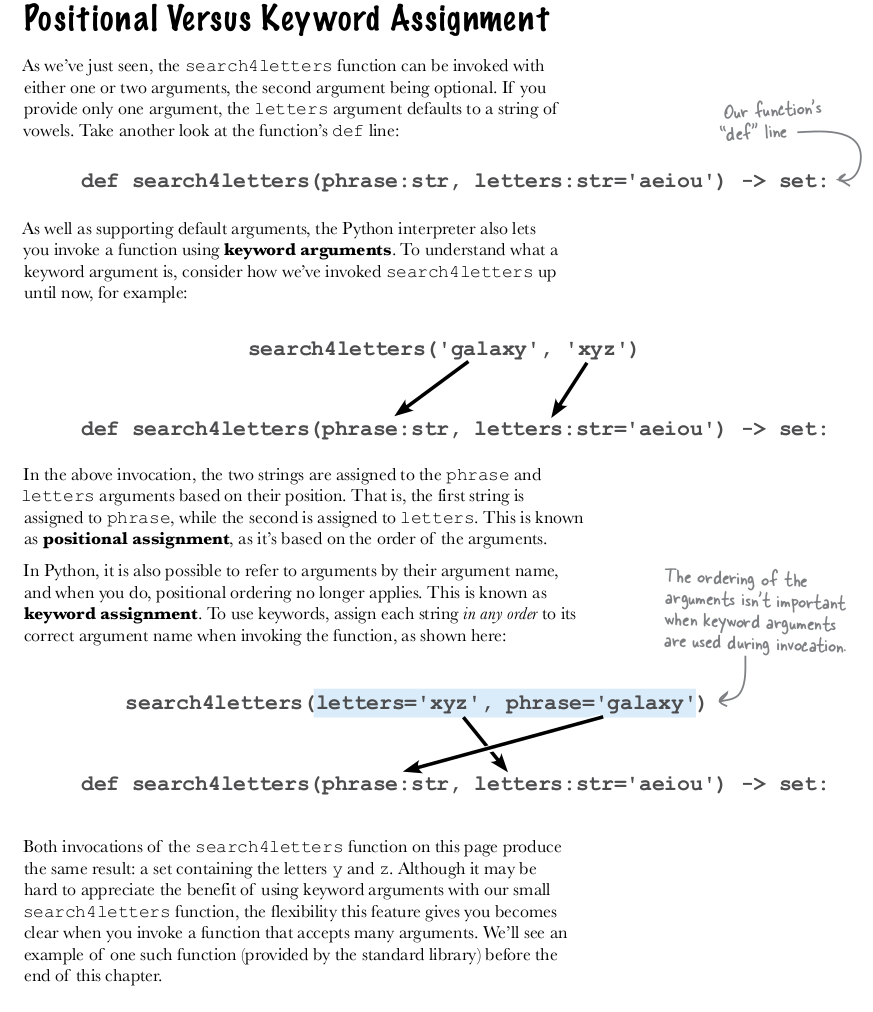 Positional Versus Keyword Assignment
As we've just seen, the search4letters function can be invoked with
either one or two arguments, the second argument being optional. If you
provide only one argument, the letters argument defaults to a string of
vowels. Take another look at the function's def line:
Our function's
"def" line
def search4letters(phrase:str, letters:str='aeiou') -> set:
As well as supporting default arguments, the Python interpreter also lets
you invoke a function using keyword arguments. To understand what a
keyword argument is, consider how we've invoked search4letters up
until now, for example:
search4letters('galaxy', 'xyz')
def search4letters(phrase:str, letters:str='aeiou') -> set:
In the above invocation, the two strings are assigned to the phrase and
letters arguments based on their position. That is, the first string is
assigned to phrase, while the second is assigned to letters. This is known
as positional assignment, as it's based on the order of the arguments.
In Python, it is also possible to refer to arguments by their argument name,
and when you do, positional ordering no longer applies. This is known as
keyword assignment. To use keywords, assign each string in any order to its
correct argument name when invoking the function, as shown here:
The ordering of the
arguments isn't important
when keyword arguments
are used during invocation.
search4letters(letters='xyz', phrase='galaxy')
def search4letters(phrase:str, letters:str='aeiou') -> set:
Both invocations of the search4letters function on this page produce
the same result: a set containing the letters y and z. Although it may be
hard to appreciate the benefit of using keyword arguments with our small
search4letters function, the flexibility this feature gives you becomes
clear when you invoke a function that accepts many arguments. We'll see an
example of one such function (provided by the standard library) before the
end of this chapter.